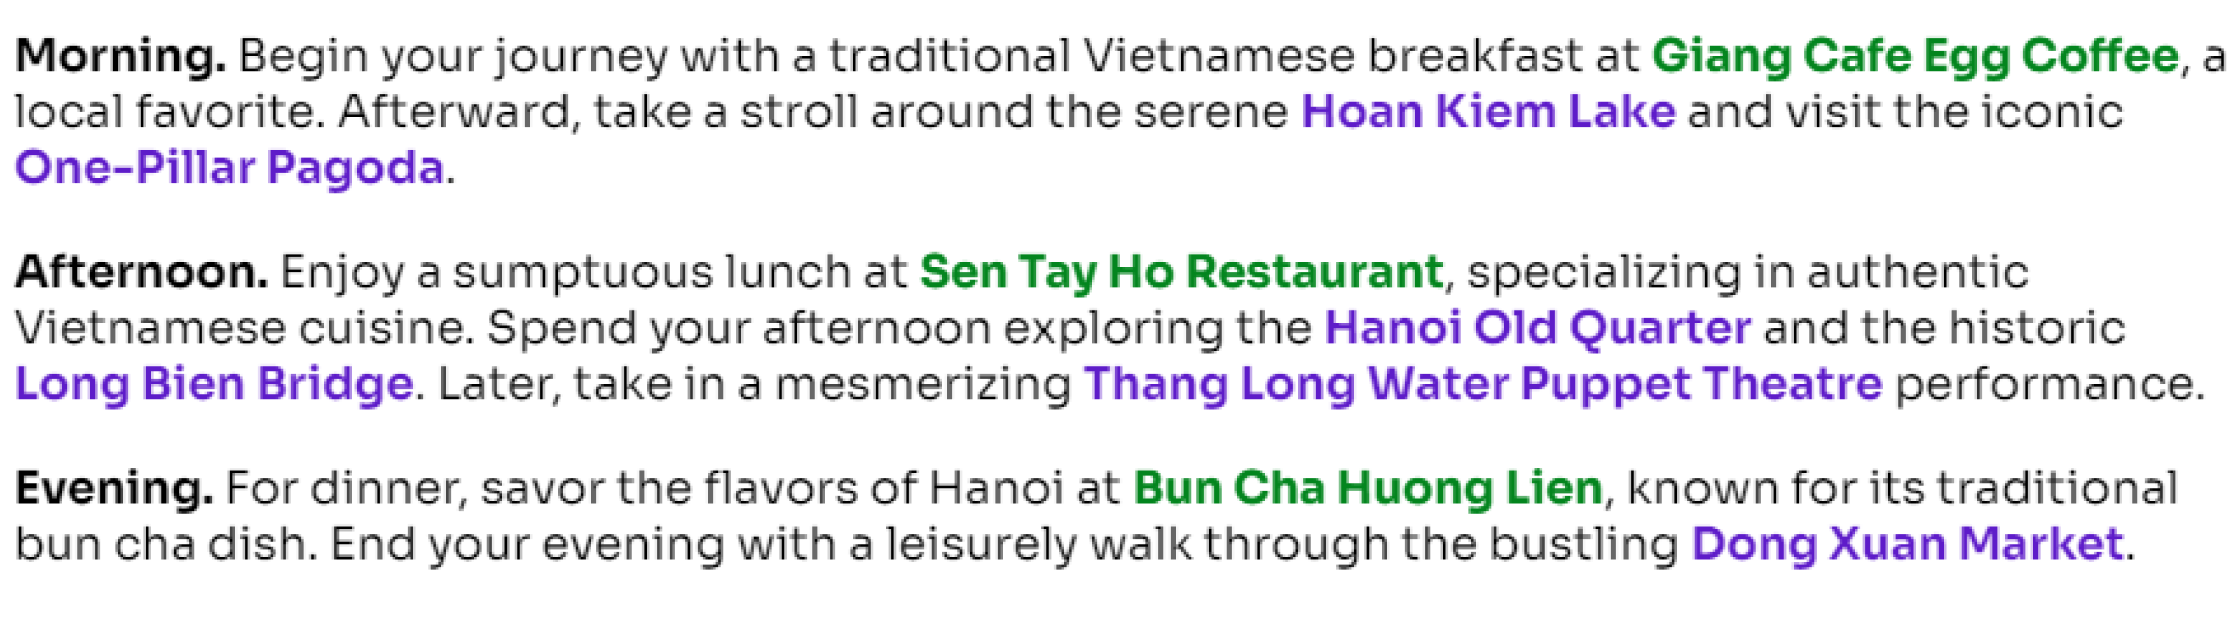 Morning. Begin your journey with a traditional Vietnamese breakfast at Giang Cafe Egg Coffee, a
local favorite. Afterward, take a stroll around the serene Hoan Kiem Lake and visit the iconic
One-Pillar Pagoda.
Afternoon. Enjoy a sumptuous lunch at Sen Tay Ho Restaurant, specializing in authentic
Vietnamese cuisine. Spend your afternoon exploring the Hanoi Old Quarter and the historic
Long Bien Bridge. Later, take in a mesmerizing Thang Long Water Puppet Theatre performance.
Evening. For dinner, savor the flavors of Hanoi at Bun Cha Huong Lien, known for its traditional
bun cha dish. End your evening with a leisurely walk through the bustling Dong Xuan Market.